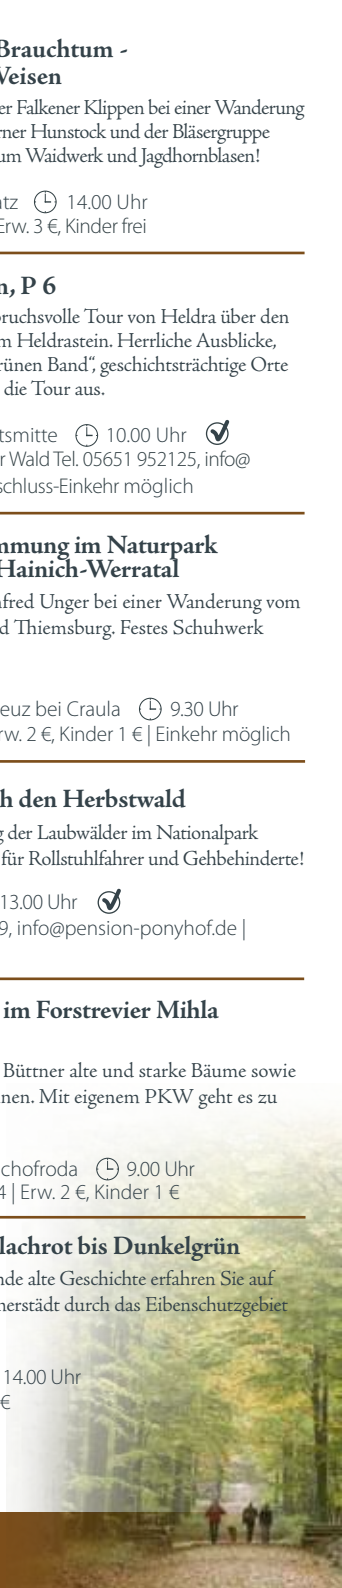 Brauchtum -
Weisen
er Falkener Klippen bei einer Wanderung
rner Hunstock und der Bläsergruppe
um Waidwerk und Jagdhornblasen!
tz 14.00 Uhr
Erw. 3 €, Kinder frei
n, P 6
pruchsvolle Tour von Heldra über den
m Heldrastein. Herrliche Ausblicke,
rünen Band“, geschichtsträchtige Orte
die Tour aus.
tsmitte 10.00 Uhr
r Wald Tel. 05651 952125, info@
schluss-Einkehr möglich
mmung im Naturpark
Hainich-Werratal
nfred Unger bei einer Wanderung vom
d Thiemsburg. Festes Schuhwerk
euz bei Craula 9.30 Uhr
rw. 2 €, Kinder 1 € | Einkehr möglich
h den Herbstwald
g der Laubwälder im Nationalpark
für Rollstuhlfahrer und Gehbehinderte!
13.00 Uhr
9, info@pension-ponyhof.de |
im Forstrevier Mihla
Büttner alte und starke Bäume sowie
nen. Mit eigenem PKW geht es zu
chofroda 9.00 Uhr
4 | Erw. 2 €, Kinder 1 €
lachrot bis Dunkelgrün
nde alte Geschichte erfahren Sie auf
nerstädt durch das Eibenschutzgebiet
14.00 Uhr
€